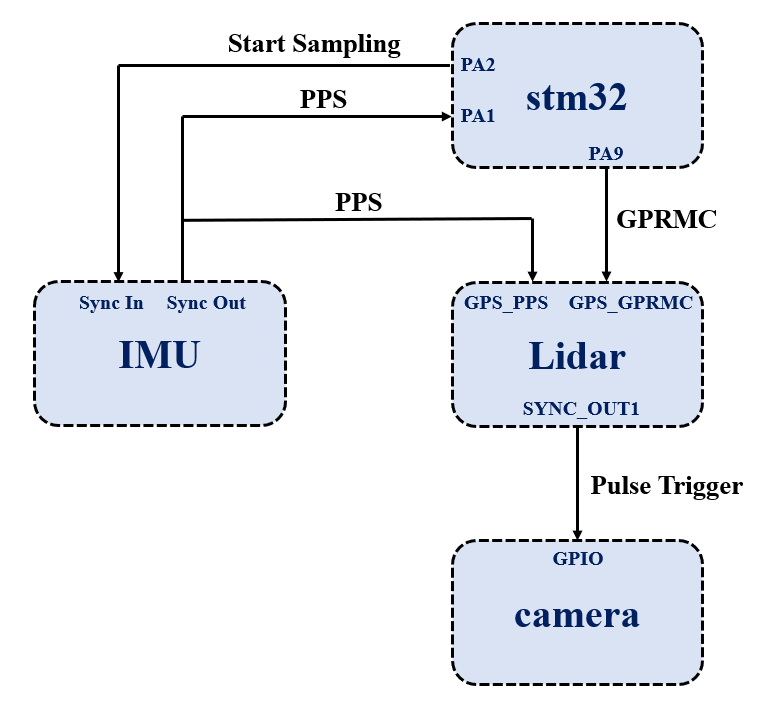 Start Sampling
PA2
stm32
PPS
PA1
PA9
PPS
GPRMC
Sync In
Sync Out
IMU
GPS_PPS
GPS_GPRMC
Lidar
SYNC_OUT1
Pulse Trigger
GPIO
camera